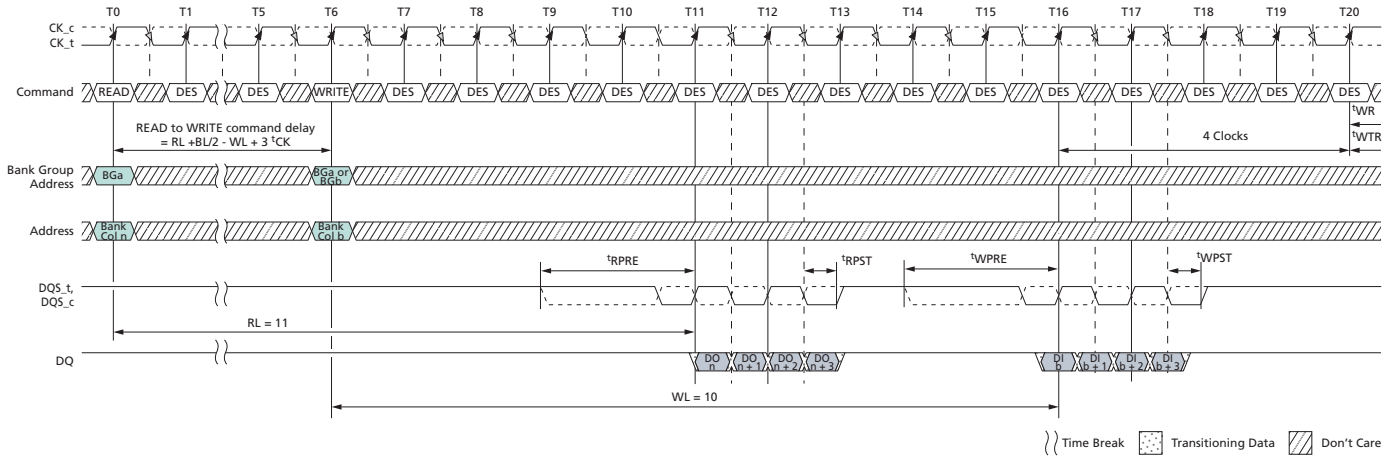 T0 T1 T5 T6 T7 T8 T9 T10 T11 T12 T13 T14 T15 T16 T17 T18 T19 T20
CK_c
CK_t
Command READ DES DES WRITE DES DES DES DES DES DES DES DES DES DES DES DES DES DES
tWR
READ to WRITE command delay
= RL +BL/2 - WL + 3 tCK
4 Clocks
tWTR
Bank Group
Address
BGa
BGa or
BGb
Address
Bank
Col n
Bank
Col b
tRPRE tRPST tWPRE tWPST
DQS_t,
DQS_c
RL = 11
DQ
DO
n
DO
n + 1
DO
n + 2
DO
n + 3
DI
b
DI
b + 1
DI
b + 2
DI
b + 3
WL = 10
Time Break Transitioning Data Don't Care